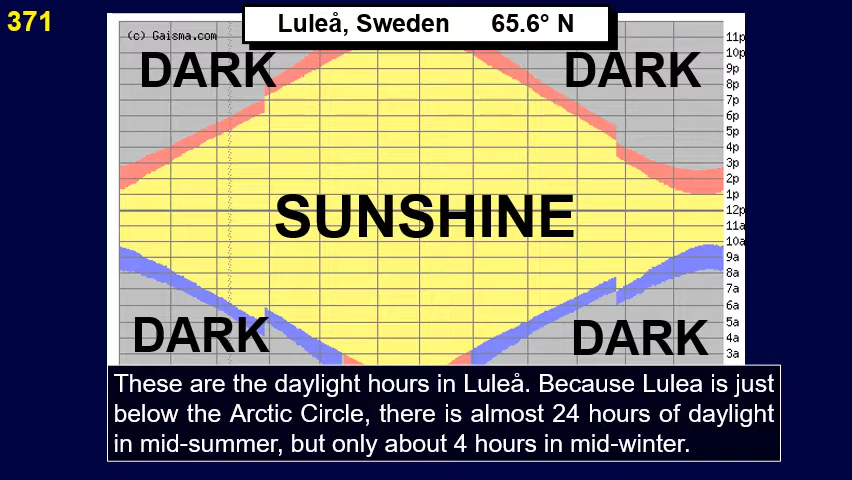 371
Luleå, Sweden 65.6° N
(c) Gaisma.com
DARK
DARK
SUNSHINE
DARK
DARK
11p
10p
9p
8p
7p
6p
5p
4p
3p
2p
1p
12p
11a
10a
9a
8a
7a
6a
5a
4a
3a
These are the daylight hours in Luleå. Because Lulea is just
below the Arctic Circle, there is almost 24 hours of daylight
in mid-summer, but only about 4 hours in mid-winter.